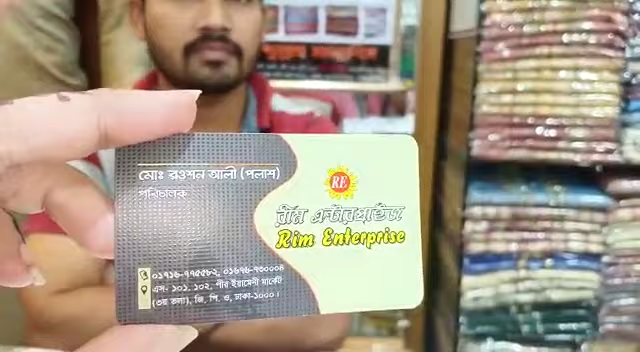 মোঃ রওশন আলী (পলাশ)
পরিচালক
RE
রিম এন্টারপ্রাইজ
Rim Enterprise
০১৭১৬-৭৭৫৫৮২, ০১৬৭৬-৭৩০০০৪
এস- ১০১, ১০২, পীর ইয়ামেনী মার্কেট
(৩য় তলা), জি, পি, ও, ঢাকা-১০০০।